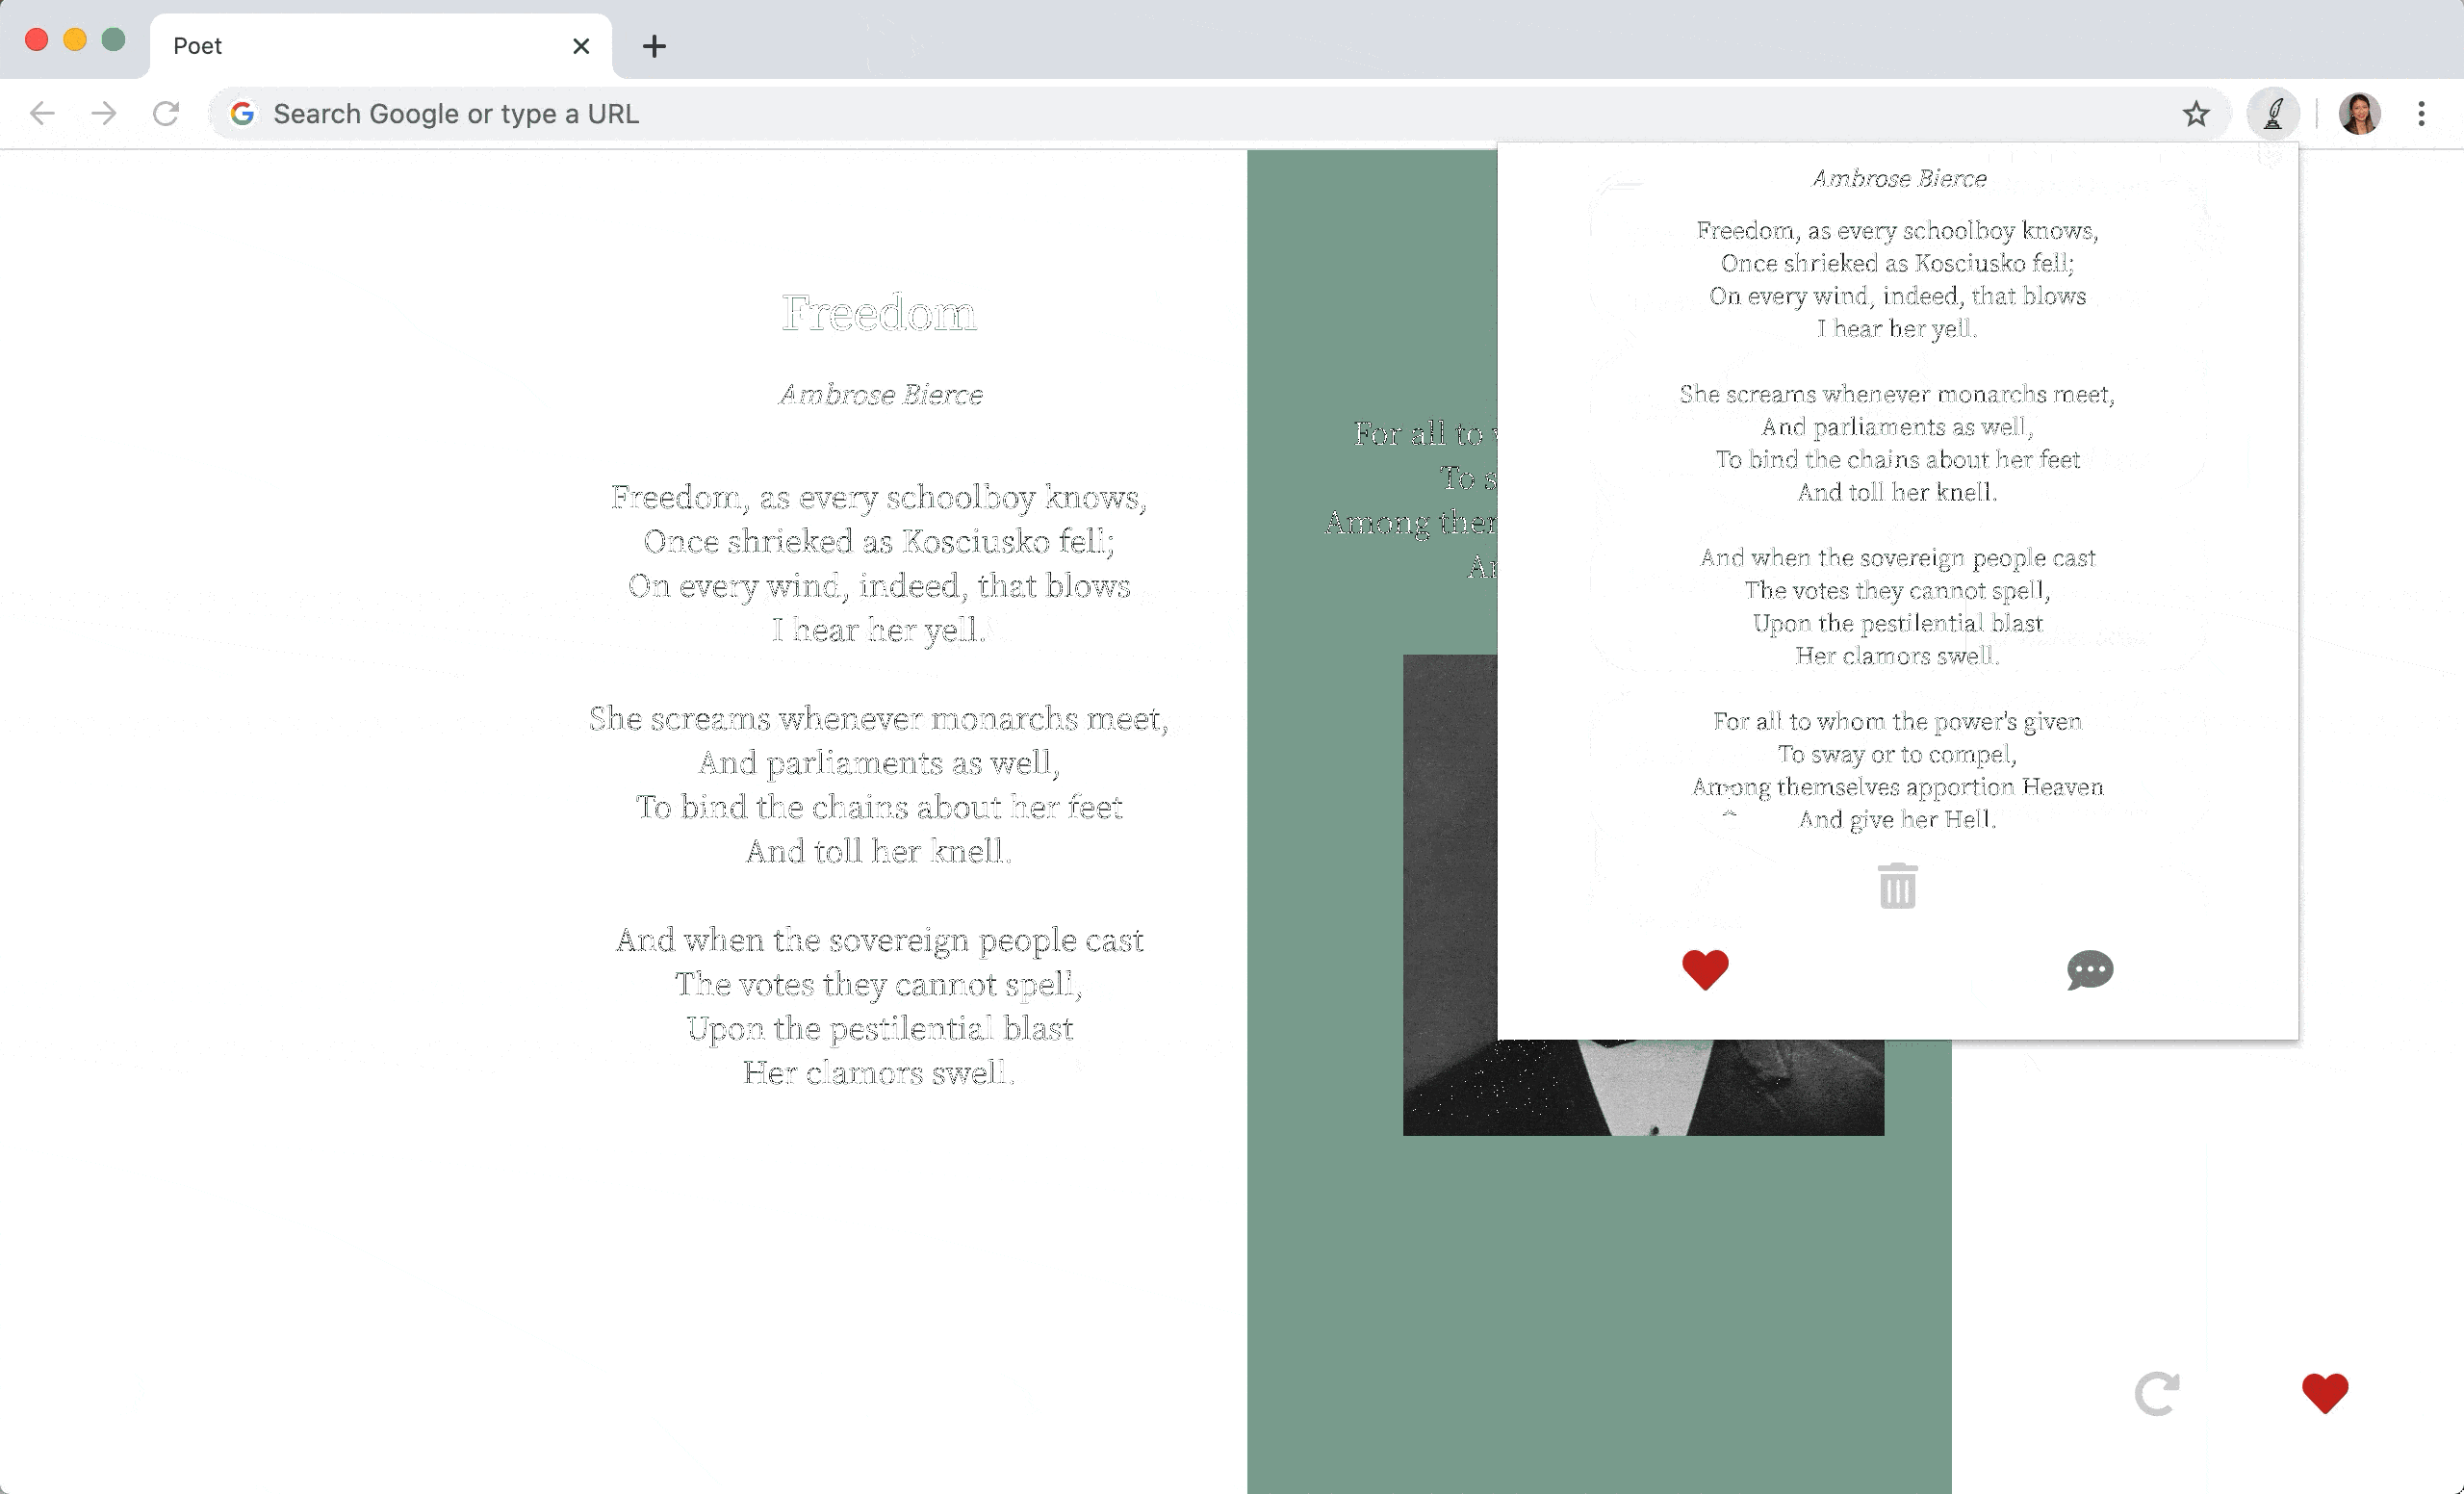 Poet
Search Google or type a URL
Freedom
Ambrose Bierce
Freedom, as every schoolboy knows,
Once shrieked as Kosciusko fell;
On every wind, indeed, that blows
I hear her yell.
She screams whenever monarchs meet,
And parliaments as well,
To bind the chains about her feet
And toll her knell.
And when the sovereign people cast
The votes they cannot spell,
Upon the pestilential blast
Her clamors swell.
For all to
To s
Among ther
Ar
Ambrose Bierce
Freedom, as every schoolboy knows,
Once shrieked as Kosciusko fell;
On every wind, indeed, that blows
I hear her yell.
She screams whenever monarchs meet,
And parliaments as well,
To bind the chains about her feet
And toll her knell.
And when the sovereign people cast
The votes they cannot spell,
Upon the pestilential blast
Her clamors swell.
For all to whom the power's given
To sway or to compel,
Among themselves apportion Heaven
And give her Hell.